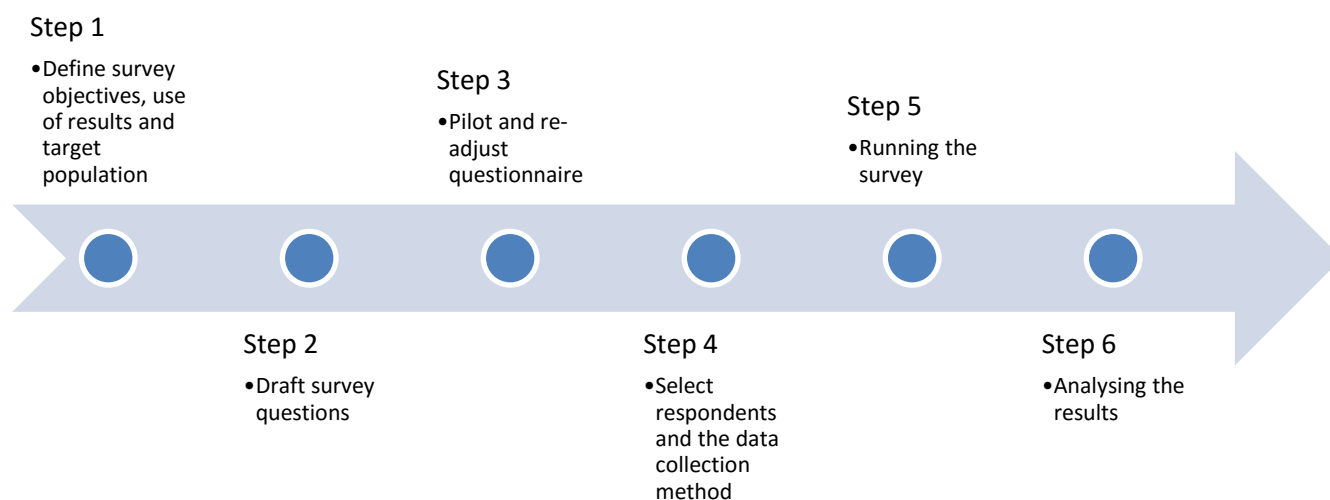 Step 1
•Define survey
objectives, use
of results and
target
population
Step 2
•Draft survey
questions
Step 3
•Pilot and re-
adjust
questionnaire
Step 4
•Select
respondents
and the data
collection
method
Step 5
•Running the
survey
Step 6
•Analysing the
results